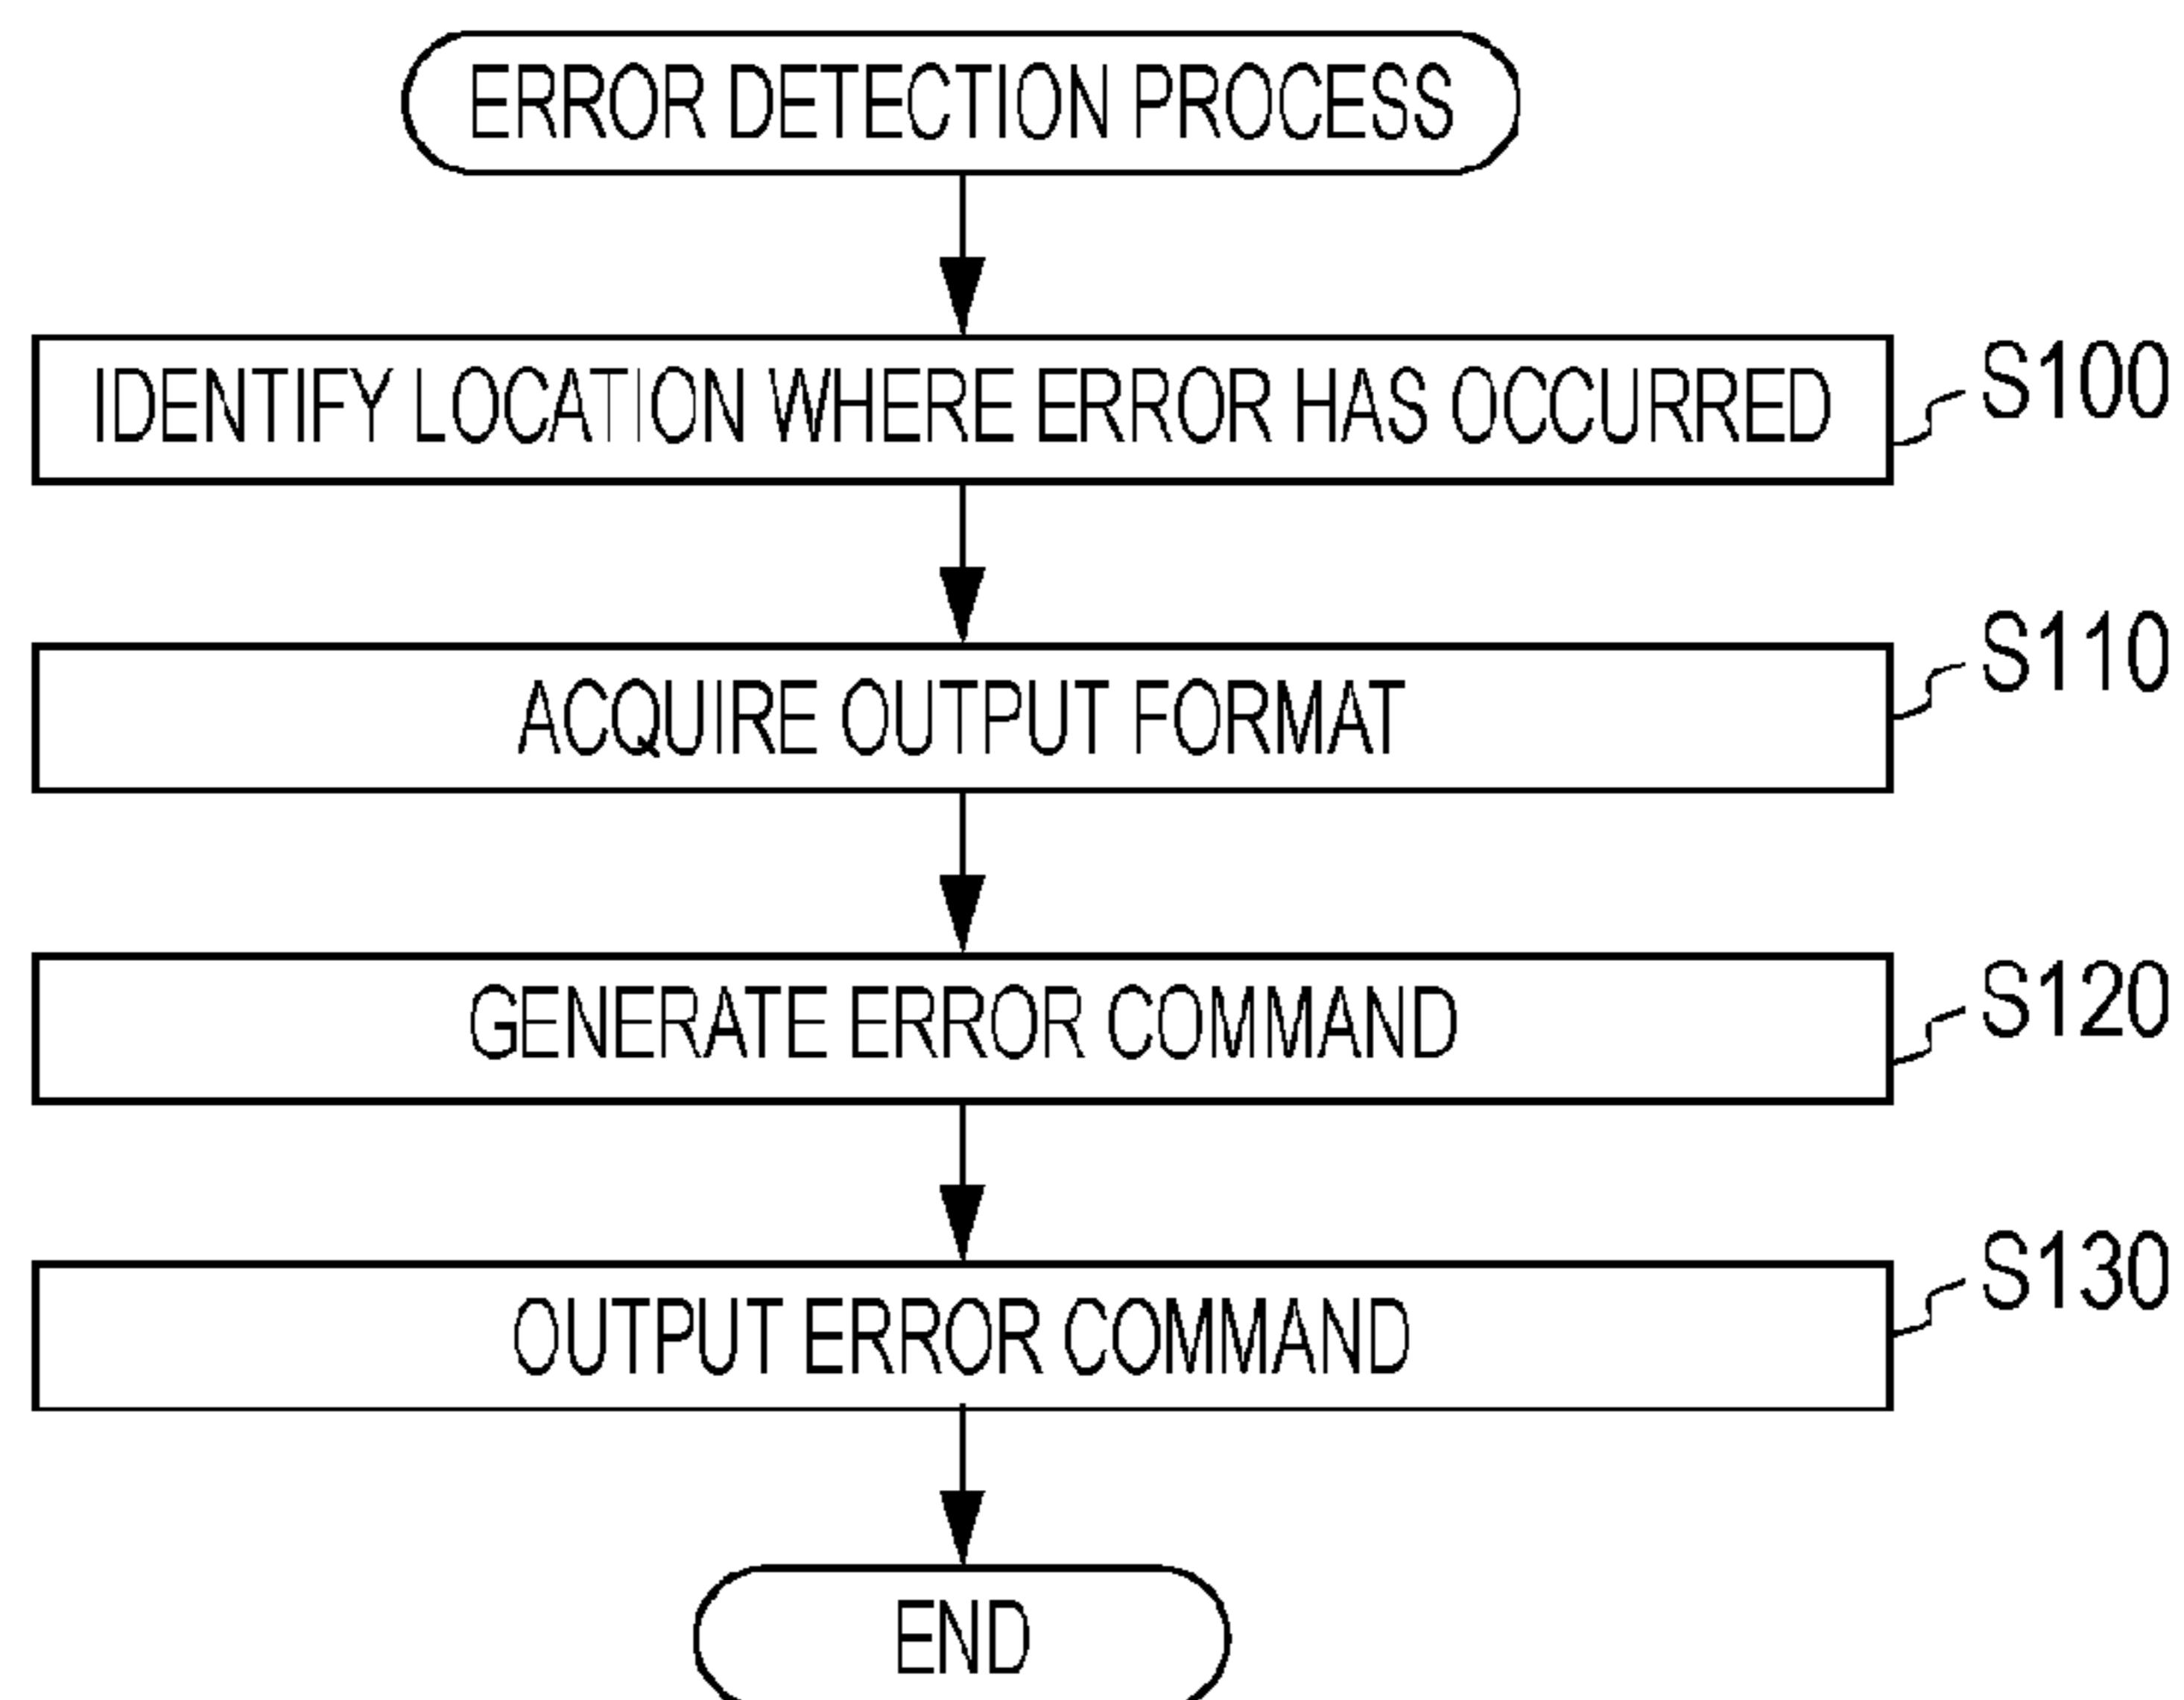 ERROR DETECTION PROCESS
IDENTIFY LOCATION WHERE ERROR HAS OCCURRED
S100
ACQUIRE OUTPUT FORMAT
S110
GENERATE ERROR COMMAND
S120
OUTPUT ERROR COMMAND
S130
END